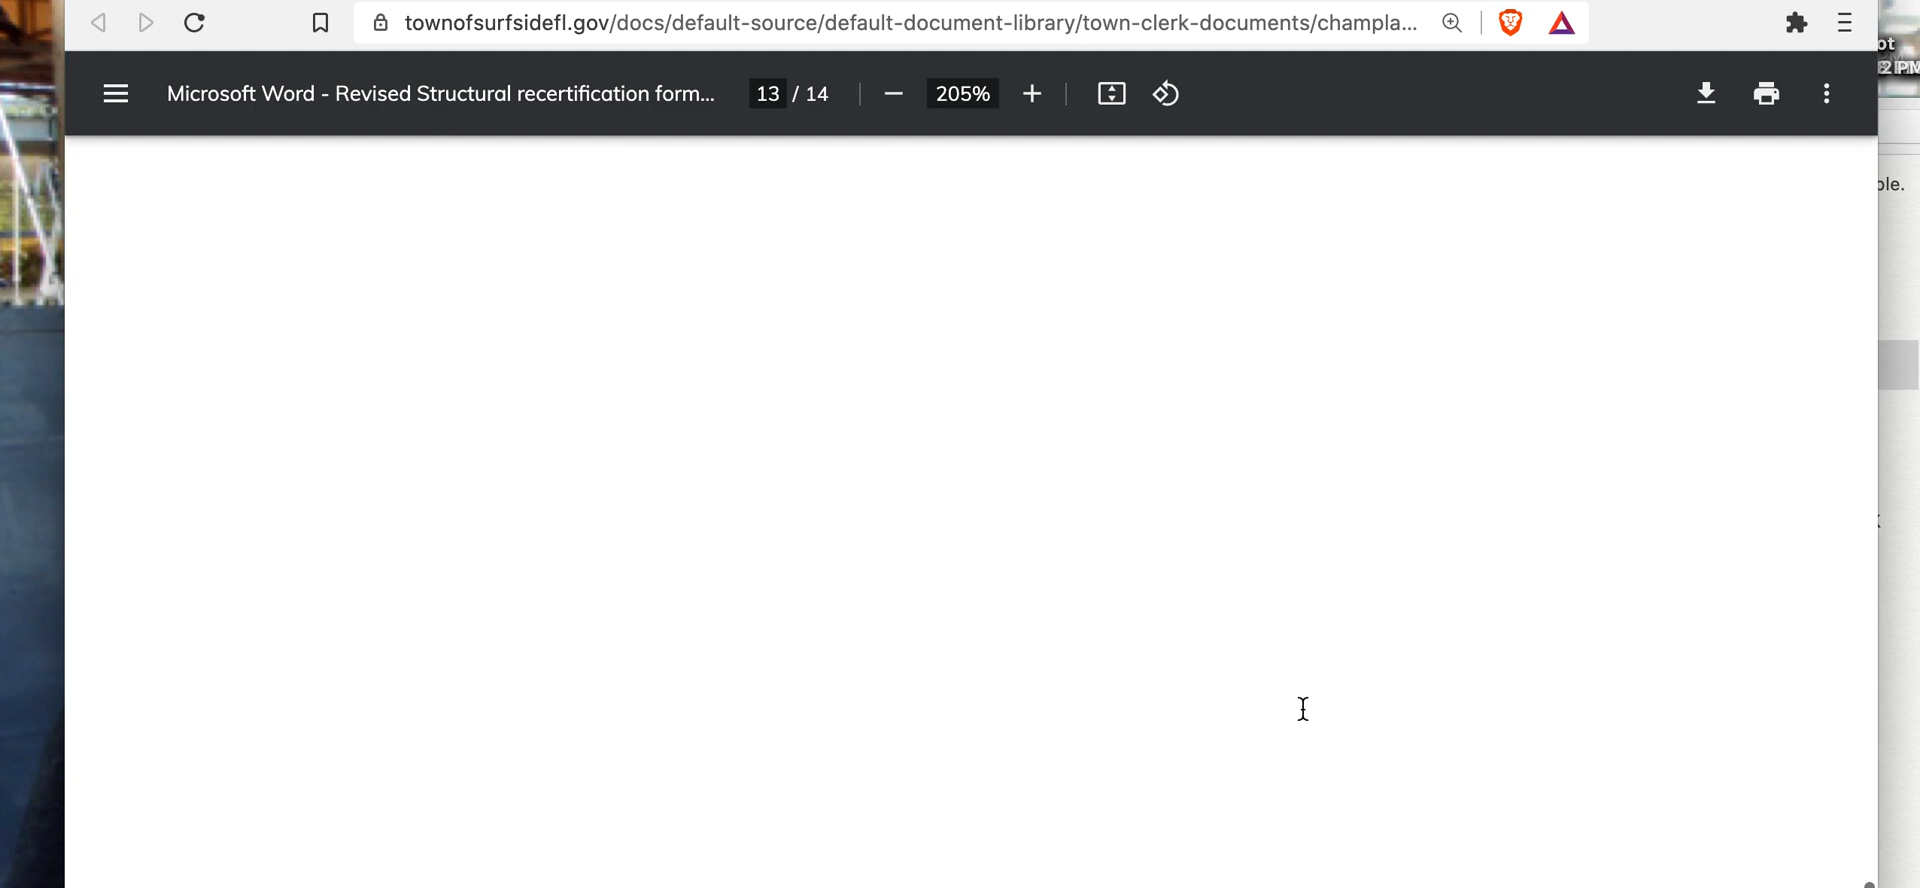 townofsurfsidefl.gov/docs/default-source/default-document-library/town-clerk-documents/champla...
Microsoft Word - Revised Structural recertification form... 13 / 14 205%
ot
2 PM
ble.